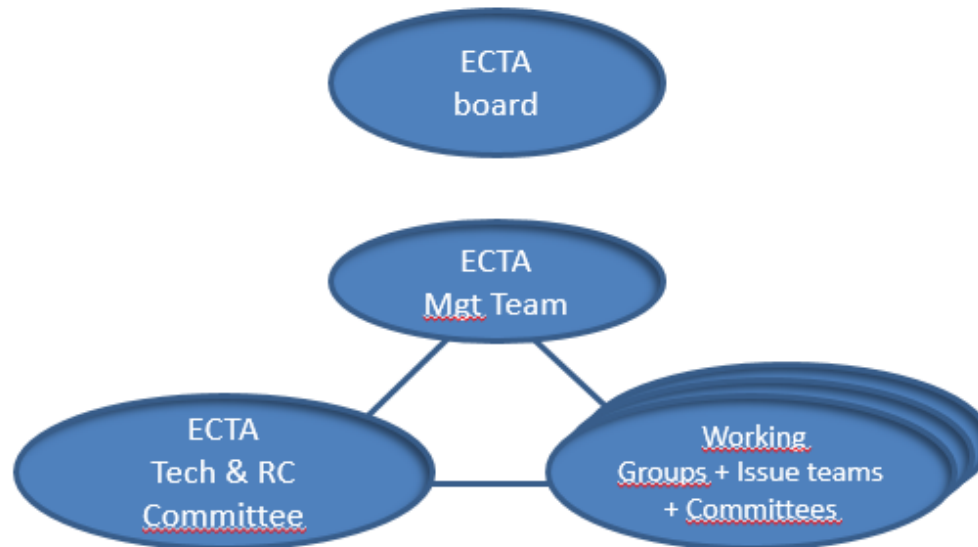 ECTA
board
ECTA
Mgt Team
ECTA
Tech & RC
Committee
Working
Groups + Issue teams
+ Committees